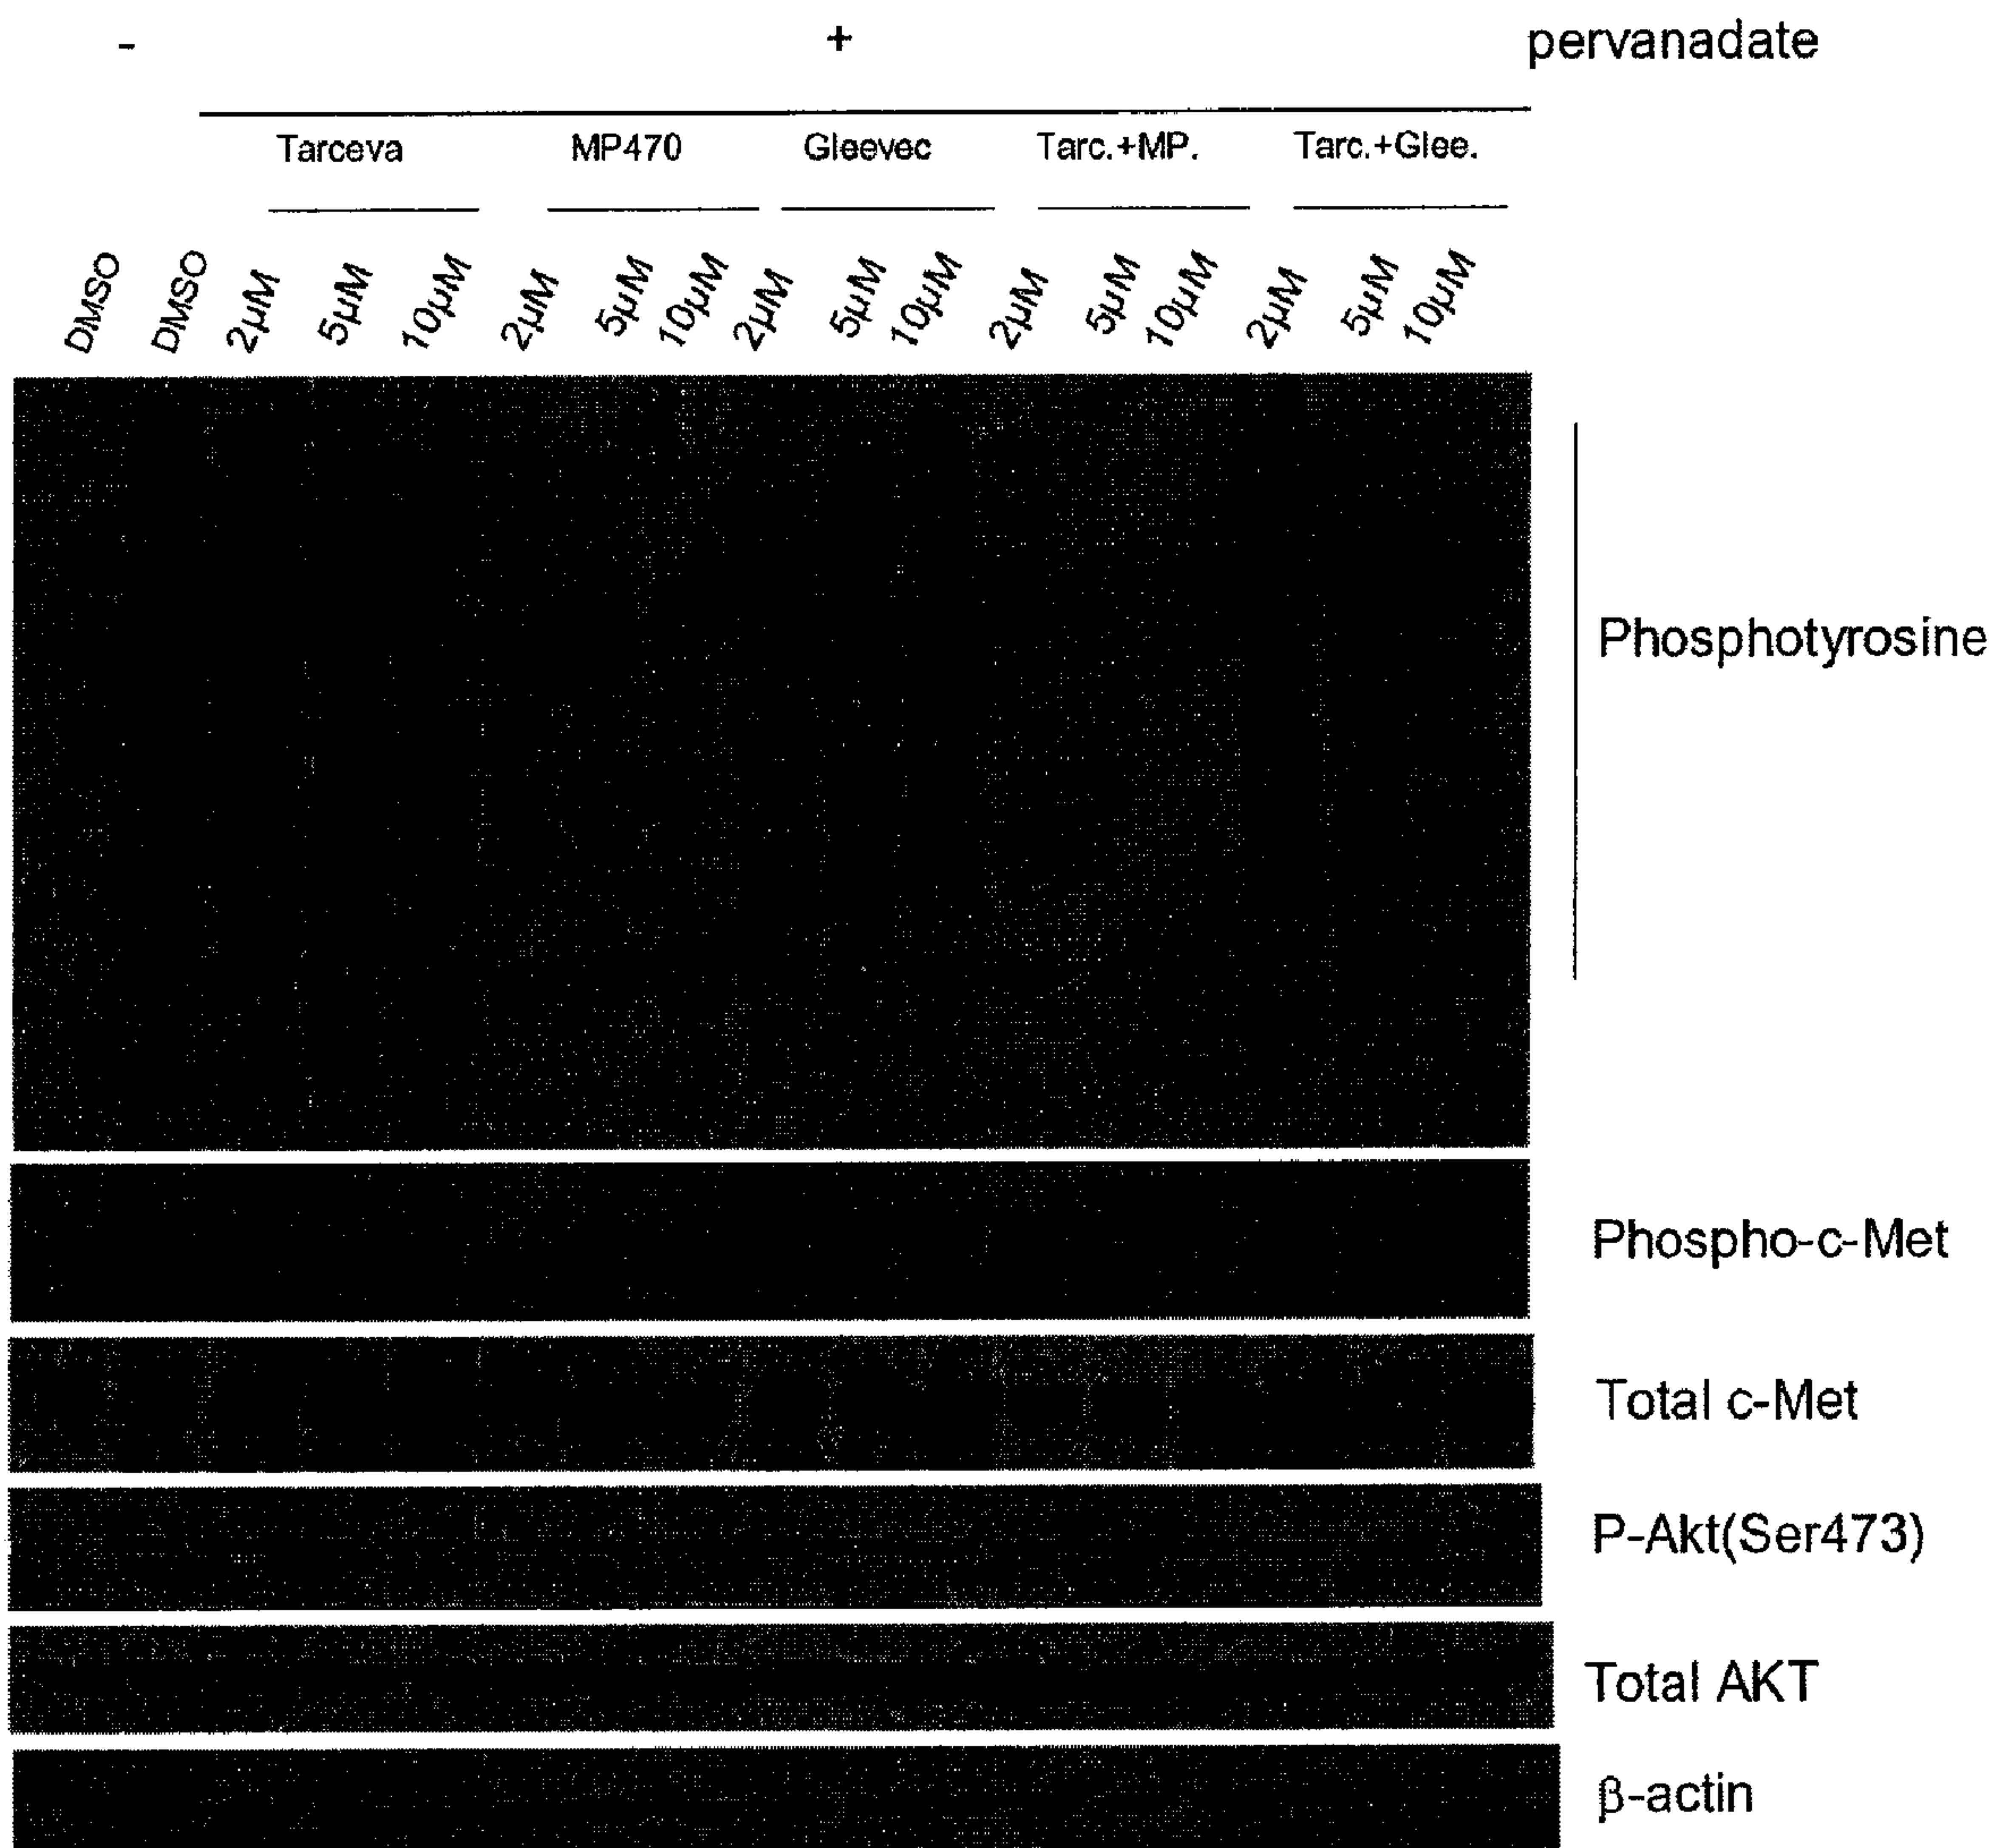 - + pervanadate
Tarceva MP470 Gleevec Tarc.+MP. Tarc.+Glee.
DMSO DMSO 2µM 5µM 10µM 2µM 5µM 10µM 2µM 5µM 10µM 2µM 5µM 10µM 2µM 5µM 10µM
Phosphotyrosine
Phospho-c-Met
Total c-Met
P-Akt(Ser473)
Total AKT
β-actin